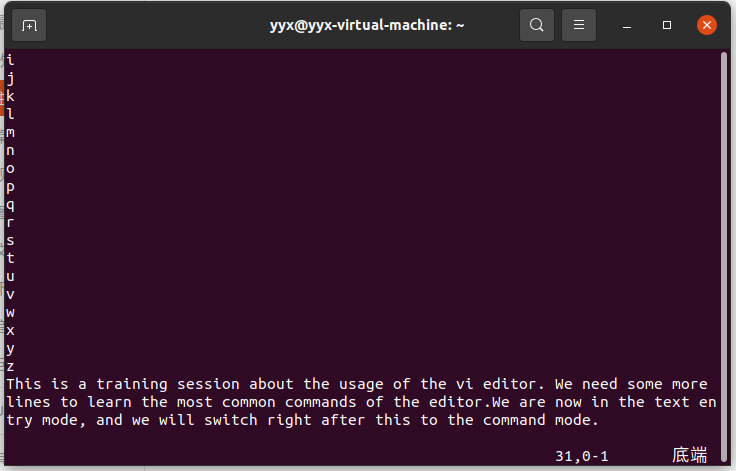 yyx@yyx-virtual-machine: ~
i
j
k
l
m
n
o
p
q
r
s
t
u
v
w
x
y
z
This is a training session about the usage of the vi editor. We need some more
lines to learn the most common commands of the editor.We are now in the text en
try mode, and we will switch right after this to the command mode.
31,0-1 底端